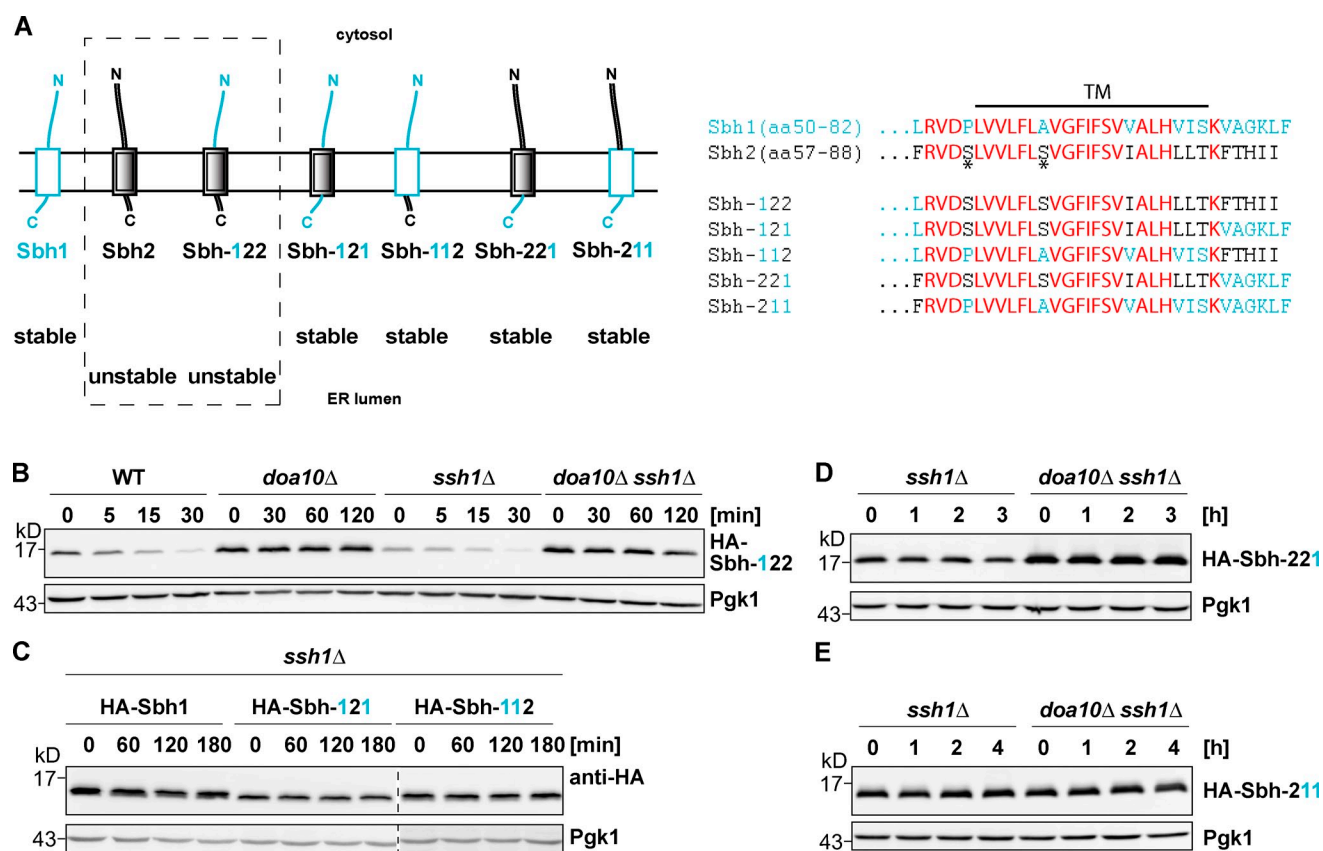 A
cytosol
N N N N N N N
C C C C C C C
Sbh1 Sbh2 Sbh-122 Sbh-121 Sbh-112 Sbh-221 Sbh-211
stable stable stable stable stable
unstable unstable
ER lumen
TM
Sbh1(aa50-82) ...LRVDPLVVLFLAVGFIFSVVALHVISKVAGKLF
Sbh2(aa57-88) ...FRVDSLVVLFLSVGFIFSVIALHLLTKFTHII
* *
Sbh-122 ...LRVDSLVVLFLSVGFIFSVIALHLLTKFTHII
Sbh-121 ...LRVDSLVVLFLSVGFIFSVIALHLLTKVAGKLF
Sbh-112 ...LRVDPLVVLFLAVGFIFSVVALHVISKFTHII
Sbh-221 ...FRVDSLVVLFLSVGFIFSVIALHLLTKVAGKLF
Sbh-211 ...FRVDPLVVLFLAVGFIFSVVALHVISKVAGKLF
B
WT doa10Δ ssh1Δ doa10Δ ssh1Δ
0 5 15 30 0 30 60 120 0 5 15 30 0 30 60 120 [min]
kD
17
HA-
Sbh-122
43
Pgk1
C
ssh1Δ
HA-Sbh1 HA-Sbh-121 HA-Sbh-112
0 60 120 180 0 60 120 180 0 60 120 180 [min]
kD
17
anti-HA
43
Pgk1
D
ssh1Δ doa10Δ ssh1Δ
0 1 2 3 0 1 2 3 [h]
kD
17
HA-Sbh-221
43
Pgk1
E
ssh1Δ doa10Δ ssh1Δ
0 1 2 4 0 1 2 4 [h]
kD
17
HA-Sbh-211
43
Pgk1